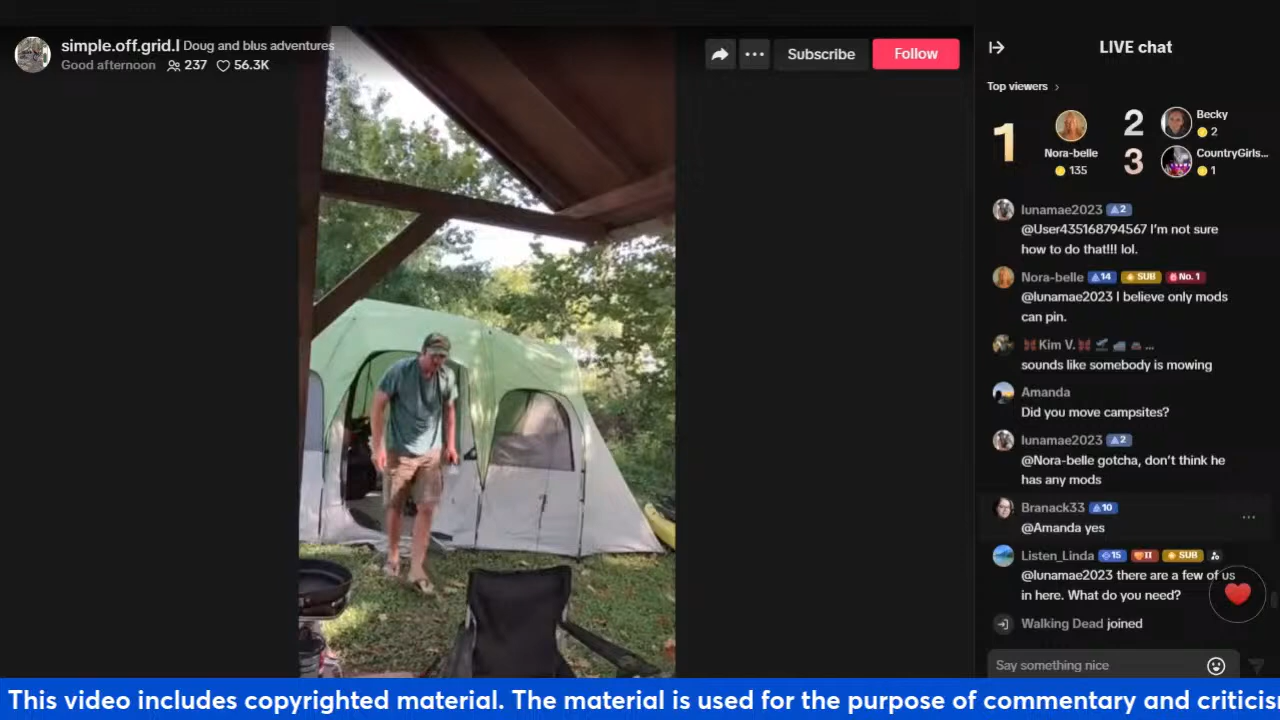 simple.off.grid.l Doug and blus adventures
Good afternoon 237 56.3K
Subscribe
Follow
LIVE chat
Top viewers
1
Nora-belle
135
2
Becky
2
3
CountryGirls...
1
lunamae2023 2
@User435168794567 I'm not sure
how to do that!!! lol.
Nora-belle 14 SUB No. 1
@lunamae2023 I believe only mods
can pin.
Kim V. ...
sounds like somebody is mowing
Amanda
Did you move campsites?
lunamae2023 2
@Nora-belle gotcha, don't think he
has any mods
Branack33 10
@Amanda yes
Listen_Linda 15 II SUB
@lunamae2023 there are a few of us
in here. What do you need?
Walking Dead joined
Say something nice
This video includes copyrighted material. The material is used for the purpose of commentary and criticis